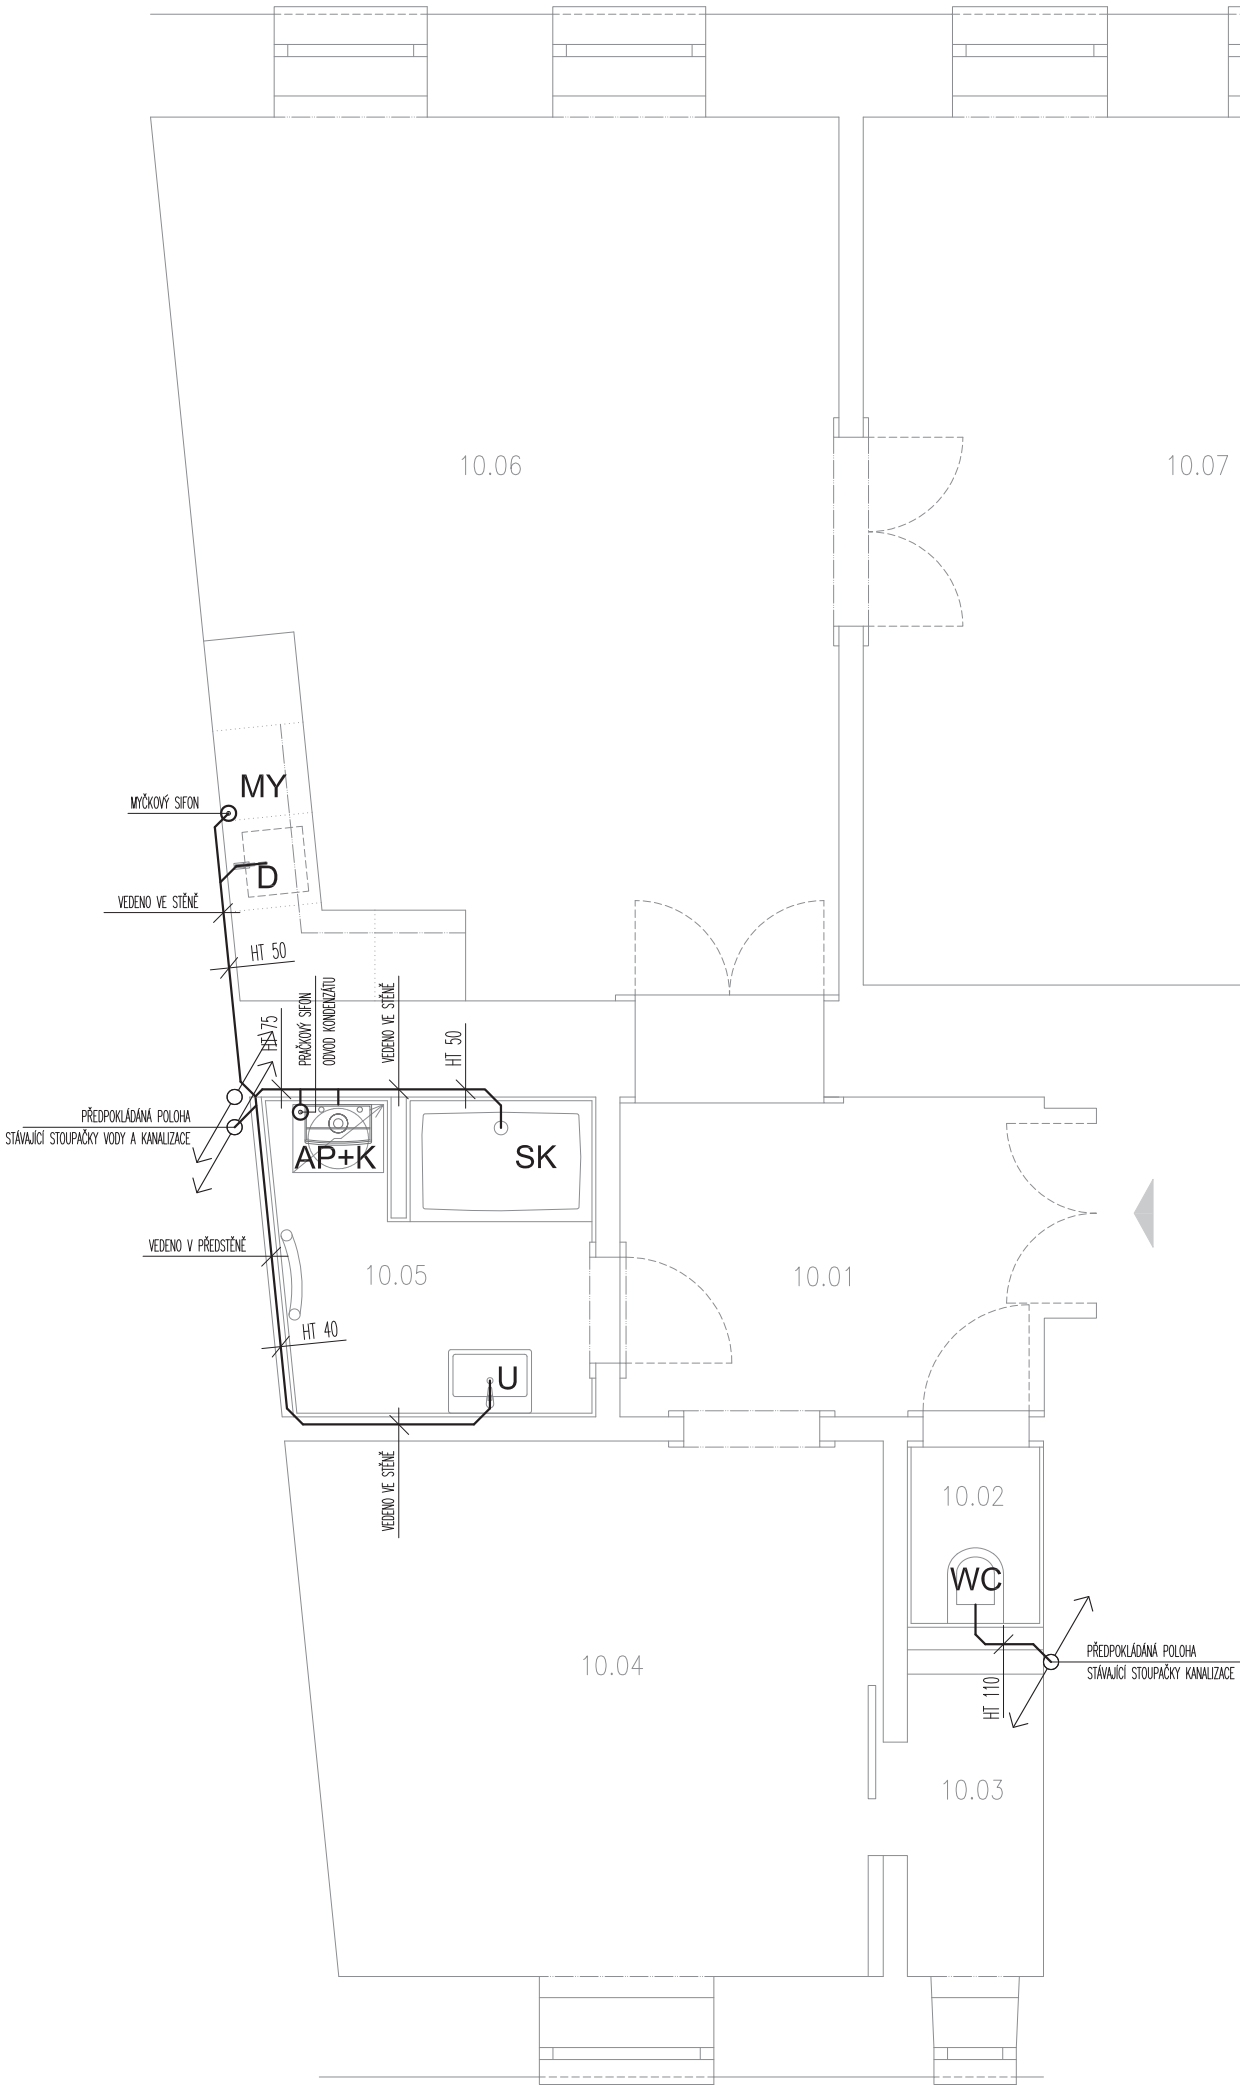 10.06
10.07
MY
MYČKOVÝ SIFON
D
VEDENO VE STĚNĚ
HT 50
HT 75
PRAČKOVÝ SIFON
ODVOD KONDENZÁTU
VEDENO VE STĚNĚ
HT 50
PŘEDPOKLÁDÁNÁ POLOHA
STÁVAJÍCÍ STOUPAČKY VODY A KANALIZACE
AP+K
SK
VEDENO V PŘEDSTĚNĚ
10.05
10.01
HT 40
U
VEDENO VE STĚNĚ
10.02
WC
PŘEDPOKLÁDÁNÁ POLOHA
STÁVAJÍCÍ STOUPAČKY KANALIZACE
10.04
HT 110
10.03